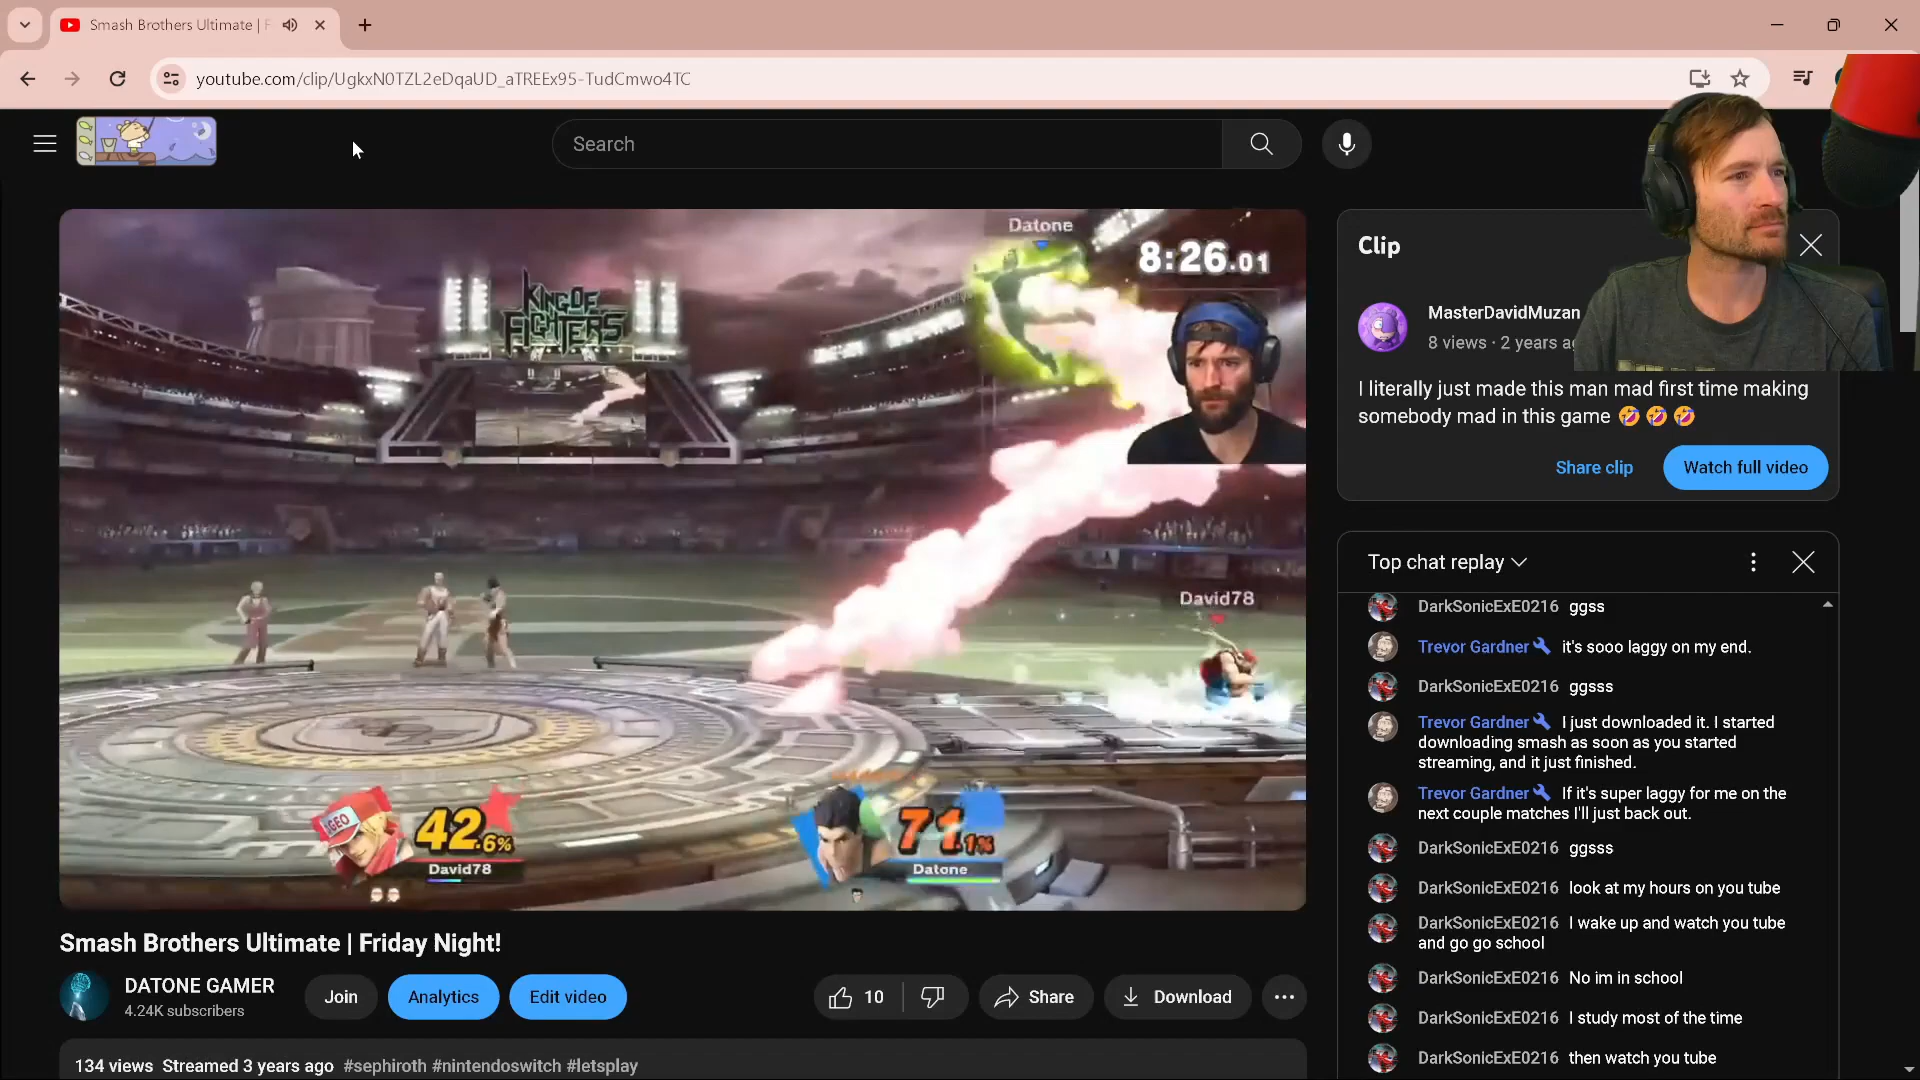 Smash Brothers Ultimate | F
youtube.com/clip/UgkxN0TZL2eDqaUD_aTREEx95-TudCmwo4TC
Search
Datone
8:26.01
KING OF
FIGHTERS
David78
42.6%
David78
71.1%
Datone
Clip
MasterDavidMuzan
8 views · 2 years ag
I literally just made this man mad first time making
somebody mad in this game 🤣 🤣 🤣
Share clip
Watch full video
Top chat replay
DarkSonicExE0216 ggss
Trevor Gardner it's sooo laggy on my end.
DarkSonicExE0216 ggsss
Trevor Gardner I just downloaded it. I started
downloading smash as soon as you started
streaming, and it just finished.
Trevor Gardner If it's super laggy for me on the
next couple matches I'll just back out.
DarkSonicExE0216 ggsss
DarkSonicExE0216 look at my hours on you tube
DarkSonicExE0216 I wake up and watch you tube
and go go school
DarkSonicExE0216 No im in school
DarkSonicExE0216 I study most of the time
DarkSonicExE0216 then watch you tube
Smash Brothers Ultimate | Friday Night!
DATONE GAMER
4.24K subscribers
Join
Analytics
Edit video
10
Share
Download
134 views Streamed 3 years ago #sephiroth #nintendoswitch #letsplay